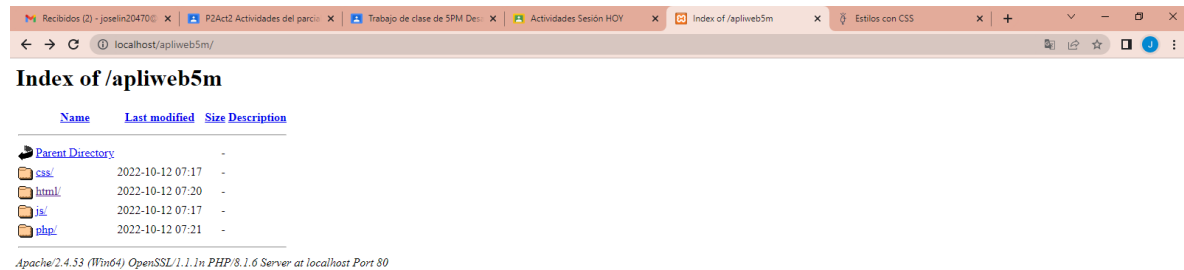 Recibidos (2) - joselin20470@
P2Act2 Actividades del parcia
Trabajo de clase de 5PM Des
Actividades Sesión HOY
Index of /apliweb5m
Estilos con CSS
localhost/apliweb5m/
J
Index of /apliweb5m
Name Last modified Size Description
Parent Directory -
css/ 2022-10-12 07:17 -
html/ 2022-10-12 07:20 -
js/ 2022-10-12 07:17 -
php/ 2022-10-12 07:21 -
Apache/2.4.53 (Win64) OpenSSL/1.1.1n PHP/8.1.6 Server at localhost Port 80